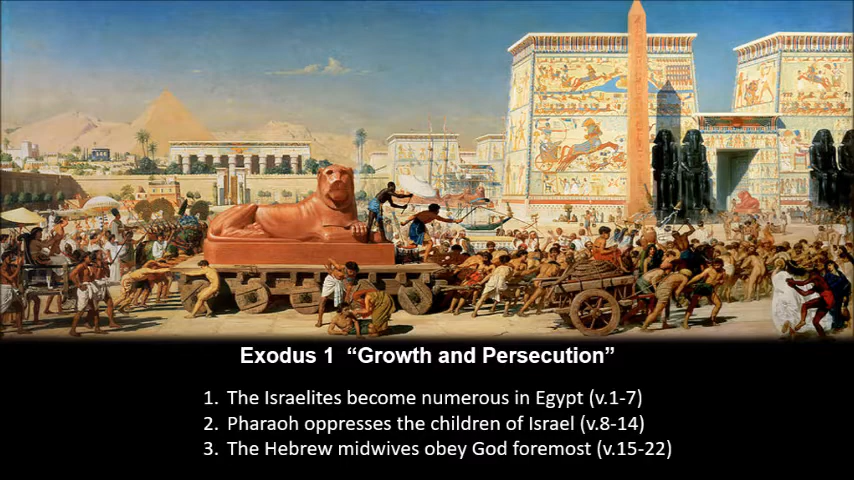 Exodus 1 “Growth and Persecution”
1. The Israelites become numerous in Egypt (v.1-7)
2. Pharaoh oppresses the children of Israel (v.8-14)
3. The Hebrew midwives obey God foremost (v.15-22)